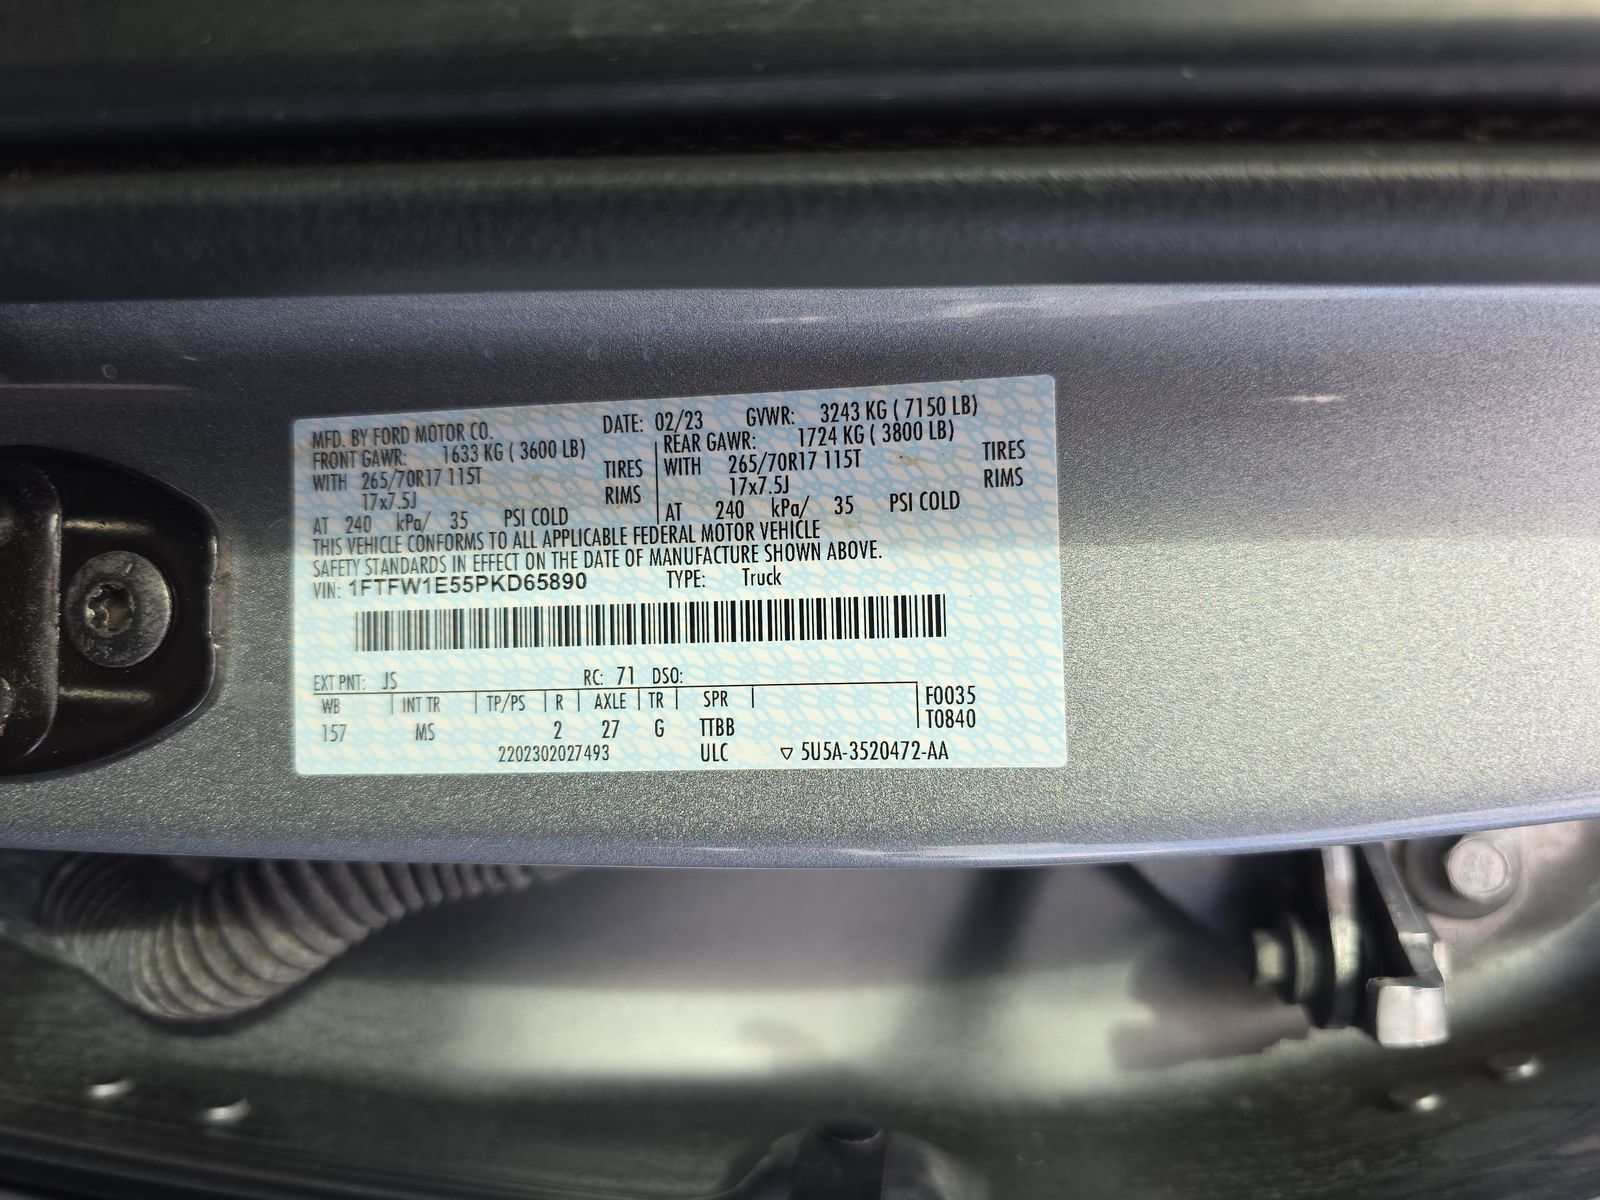 MFD. BY FORD MOTOR CO. DATE: 02/23 GVWR: 3243 KG ( 7150 LB)
FRONT GAWR: 1633 KG ( 3600 LB) REAR GAWR: 1724 KG ( 3800 LB)
WITH 265/70R17 115T TIRES WITH 265/70R17 115T TIRES
17x7.5J RIMS 17x7.5J RIMS
AT 240 kPa/ 35 PSI COLD AT 240 kPa/ 35 PSI COLD
THIS VEHICLE CONFORMS TO ALL APPLICABLE FEDERAL MOTOR VEHICLE
SAFETY STANDARDS IN EFFECT ON THE DATE OF MANUFACTURE SHOWN ABOVE.
VIN: 1FTFW1E55PKD65890 TYPE: Truck
EXT PNT: JS RC: 71 DSO:
WB INT TR TP/PS R AXLE TR SPR F0035
157 MS 2 27 G TTBB T0840
2202302027493 ULC ▽ 5U5A-3520472-AA